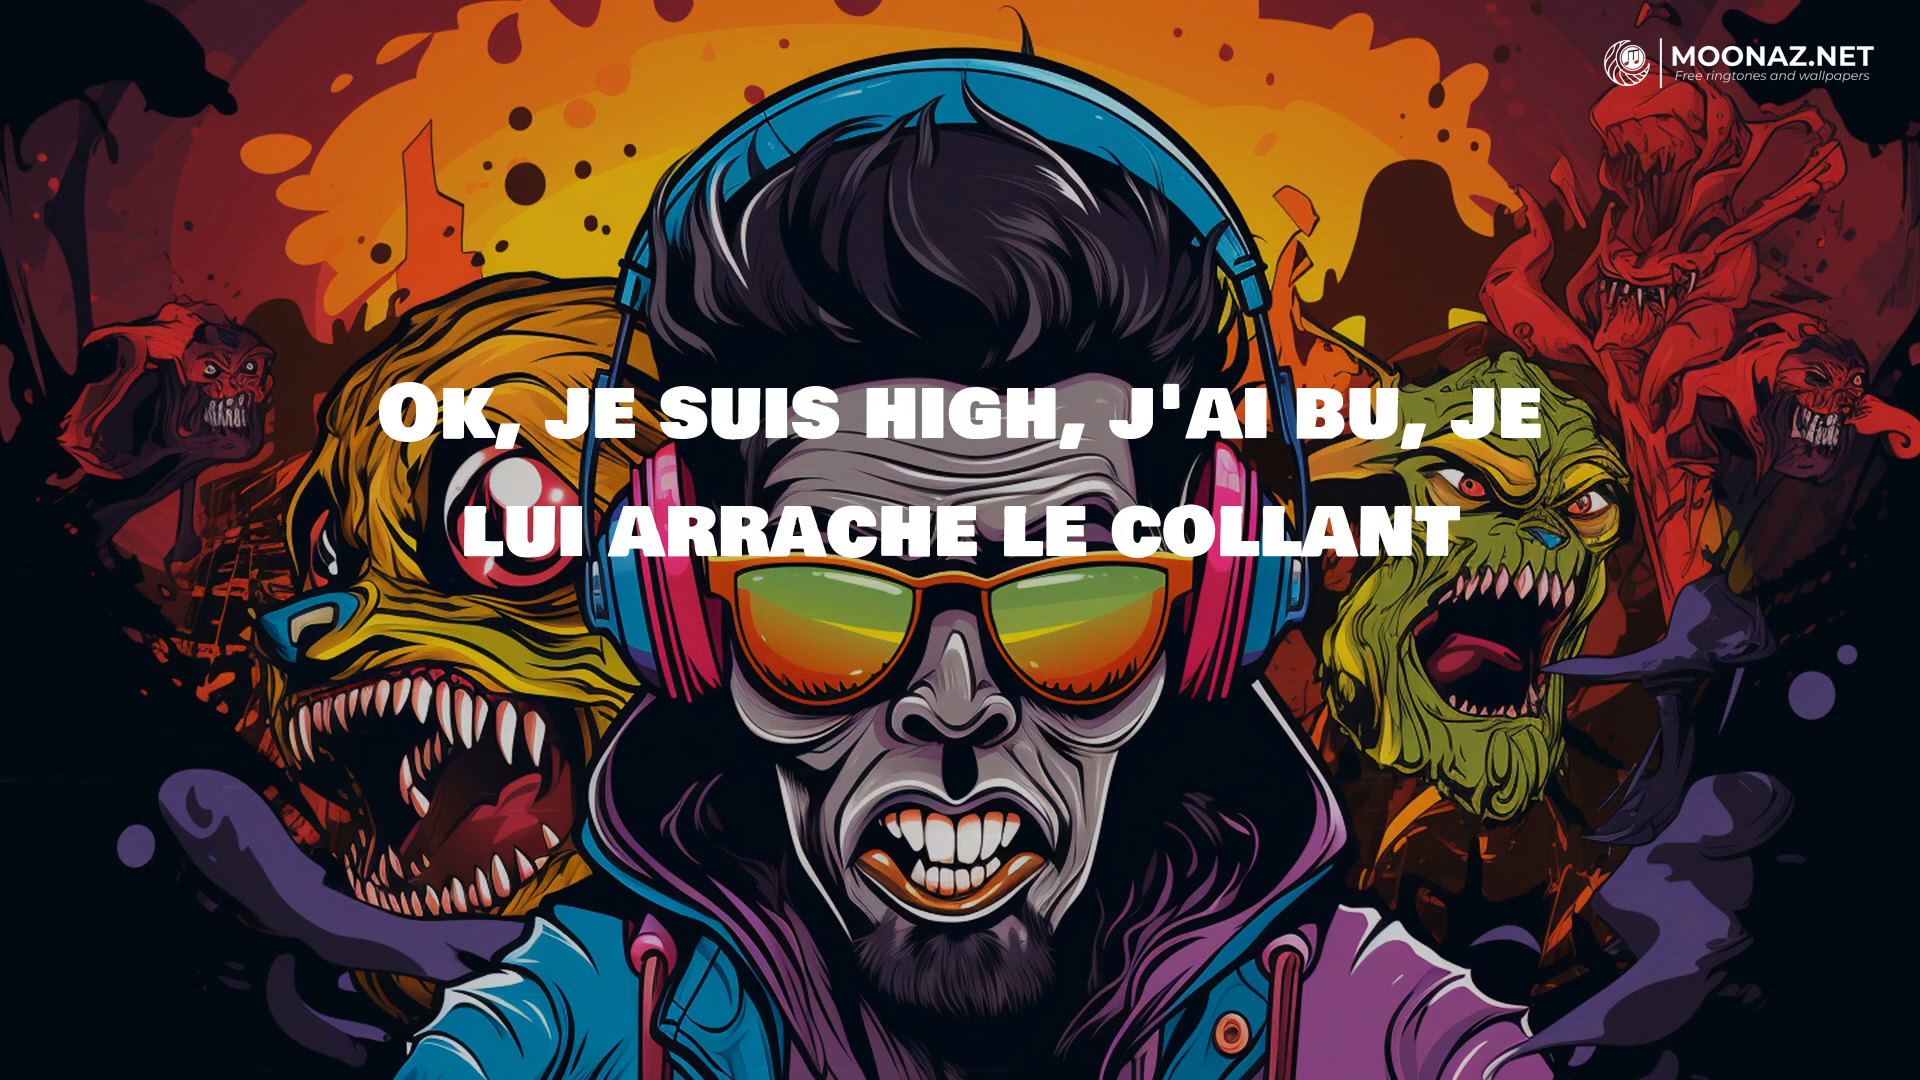 MOONAZ.NET
Free ringtones and wallpapers
Ok, je suis high, j'ai bu, je
lui arrache le collant